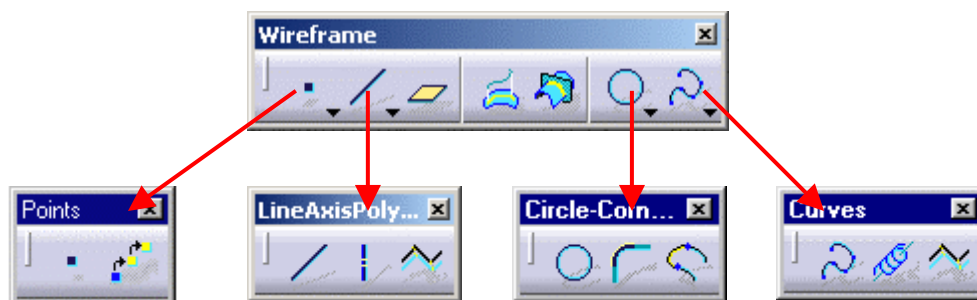 Wireframe
Points
LineAxisPoly...
Circle-Corn...
Curves